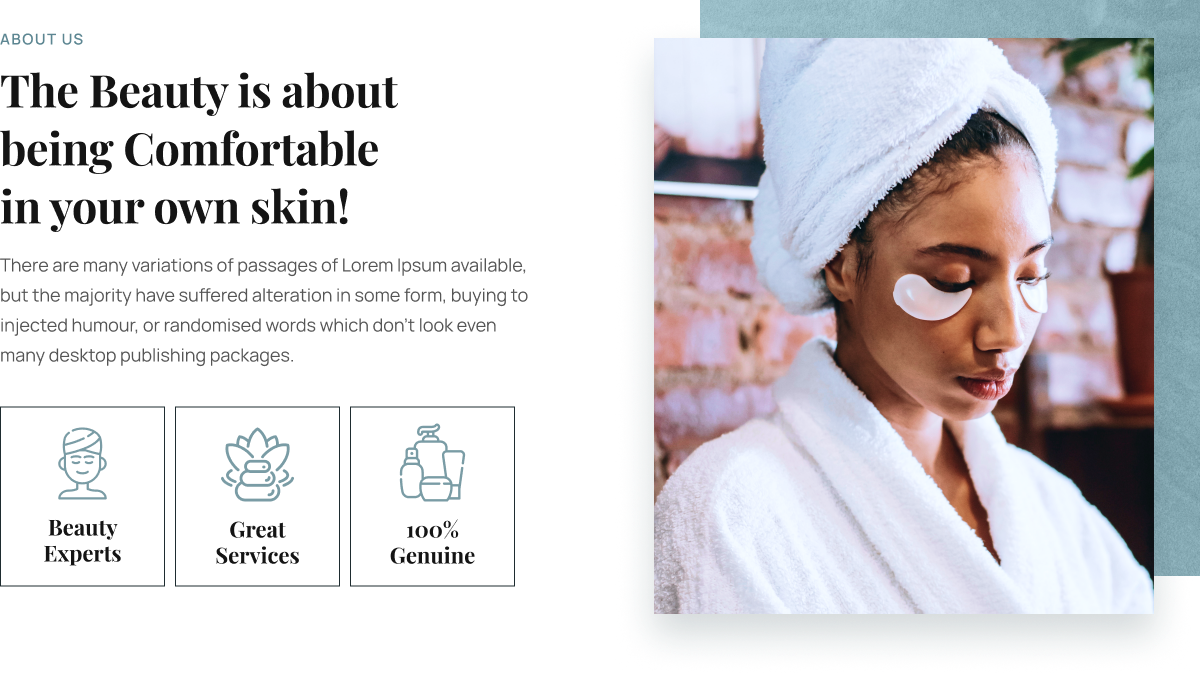 ABOUT US
The Beauty is about
being Comfortable
in your own skin!
There are many variations of passages of Lorem Ipsum available,
but the majority have suffered alteration in some form, buying to
injected humour, or randomised words which don't look even
many desktop publishing packages.
Beauty
Experts
Great
Services
100%
Genuine